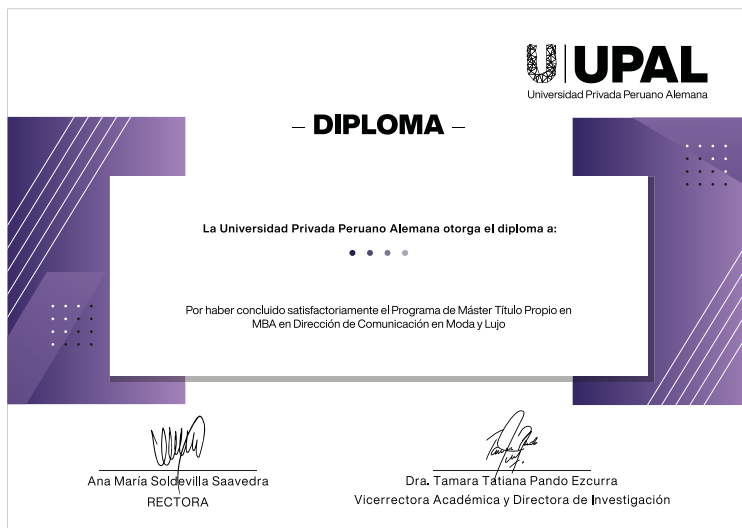 UPAL
Universidad Privada Peruano Alemana
– DIPLOMA –
La Universidad Privada Peruano Alemana otorga el diploma a:
Por haber concluido satisfactoriamente el Programa de Máster Título Propio en
MBA en Dirección de Comunicación en Moda y Lujo
Ana María Soldevilla Saavedra
RECTORA
Dra. Tamara Tatiana Pando Ezcurra
Vicerrectora Académica y Directora de Investigación